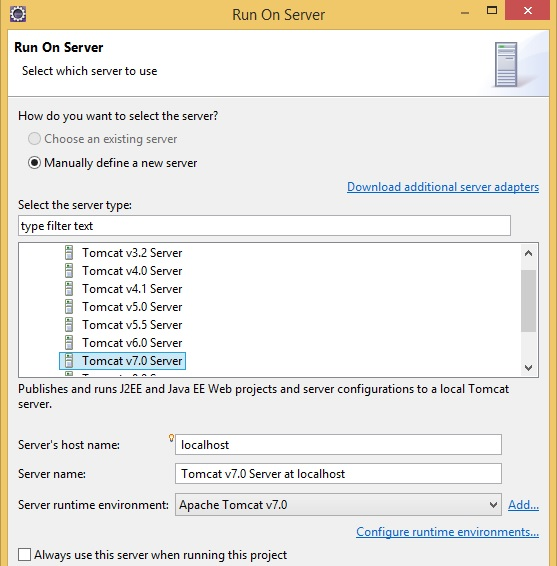 Run On Server
Run On Server
Select which server to use
How do you want to select the server?
Choose an existing server
Manually define a new server
Download additional server adapters
Select the server type:
type filter text
Tomcat v3.2 Server
Tomcat v4.0 Server
Tomcat v4.1 Server
Tomcat v5.0 Server
Tomcat v5.5 Server
Tomcat v6.0 Server
Tomcat v7.0 Server
Publishes and runs J2EE and Java EE Web projects and server configurations to a local Tomcat
server.
Server's host name: localhost
Server name: Tomcat v7.0 Server at localhost
Server runtime environment: Apache Tomcat v7.0 Add...
Configure runtime environments...
Always use this server when running this project